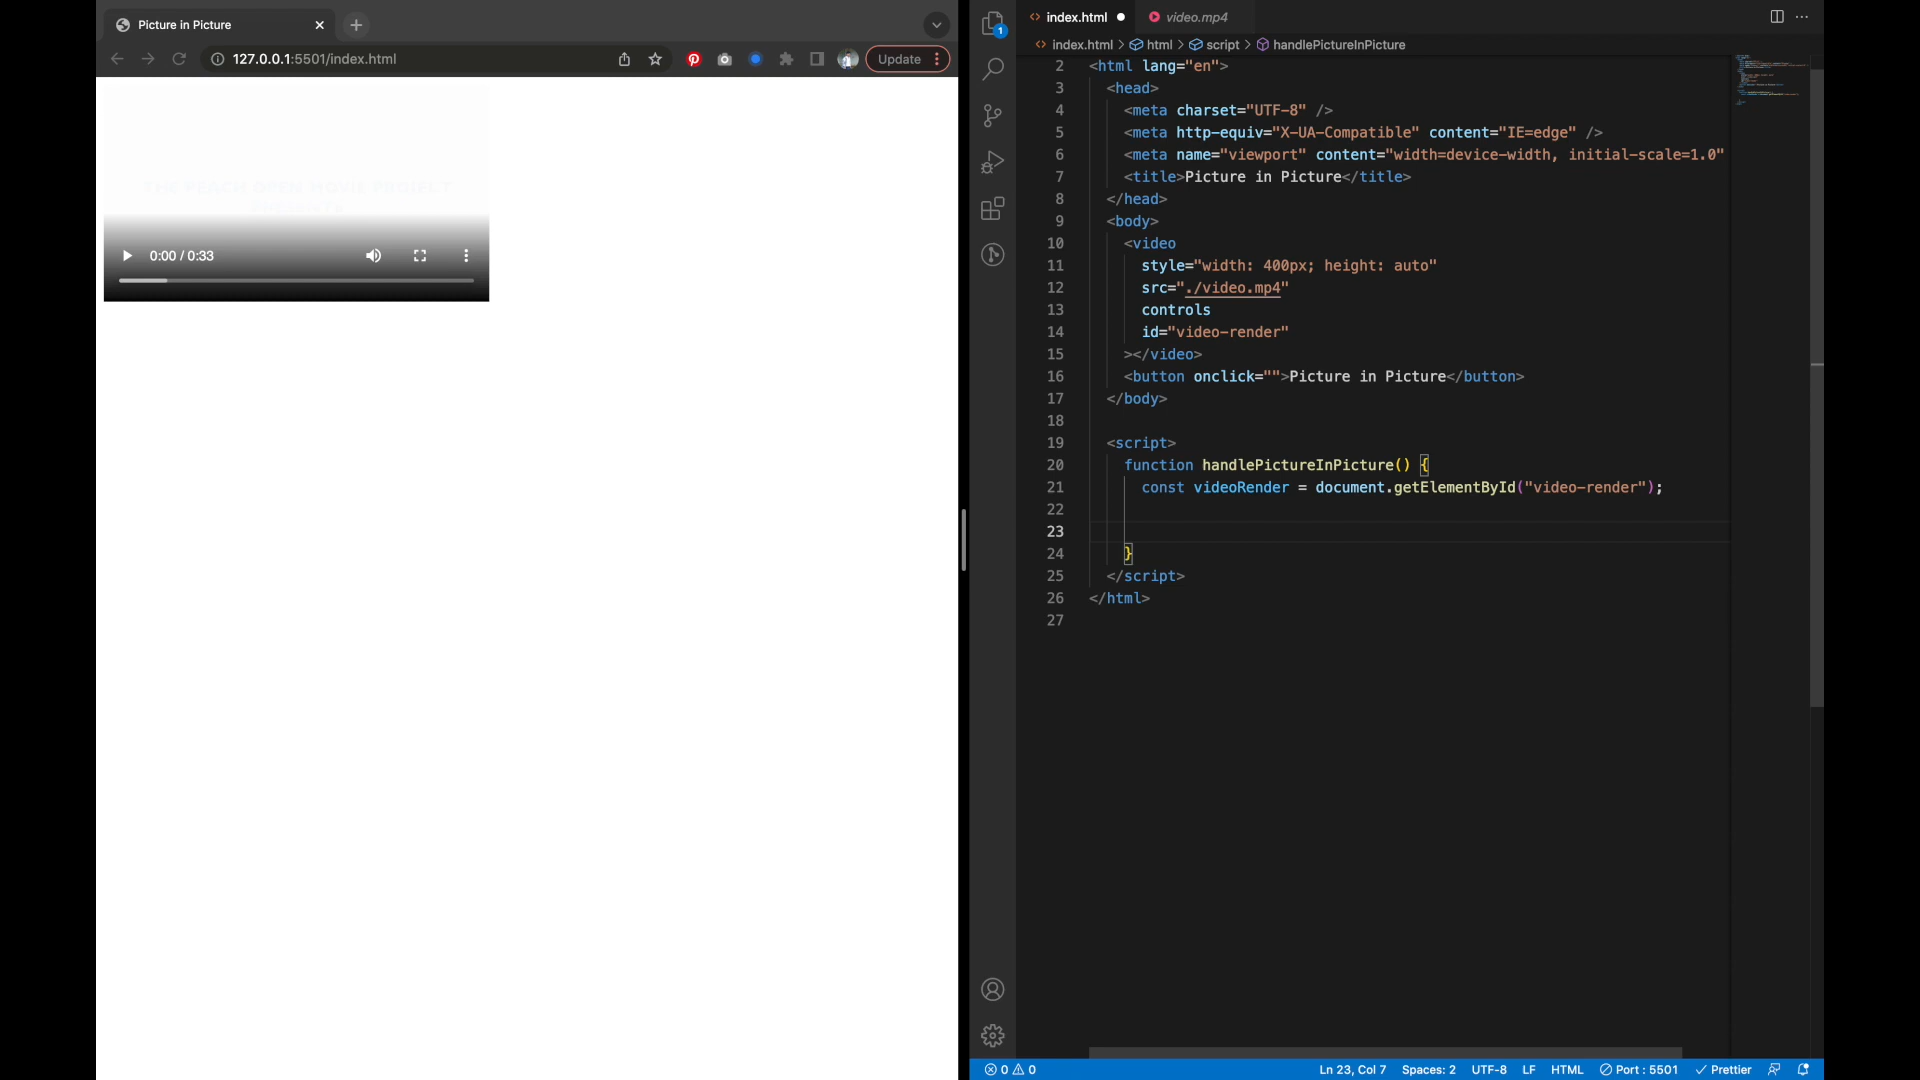 Picture in Picture
127.0.0.1:5501/index.html
Update
THE PEACH OPEN MOVIE PROJECT
0:00 / 0:33
1
index.html
video.mp4
index.html > html > script > handlePictureInPicture
2 <html lang="en">
3 <head>
4 <meta charset="UTF-8" />
5 <meta http-equiv="X-UA-Compatible" content="IE=edge" />
6 <meta name="viewport" content="width=device-width, initial-scale=1.0"
7 <title>Picture in Picture</title>
8 </head>
9 <body>
10 <video
11 style="width: 400px; height: auto"
12 src="./video.mp4"
13 controls
14 id="video-render"
15 ></video>
16 <button onclick="">Picture in Picture</button>
17 </body>
18
19 <script>
20 function handlePictureInPicture() {
21 const videoRender = document.getElementById("video-render");
22
23
24 }
25 </script>
26 </html>
27
0 0
Ln 23, Col 7 Spaces: 2 UTF-8 LF HTML Port : 5501 Prettier